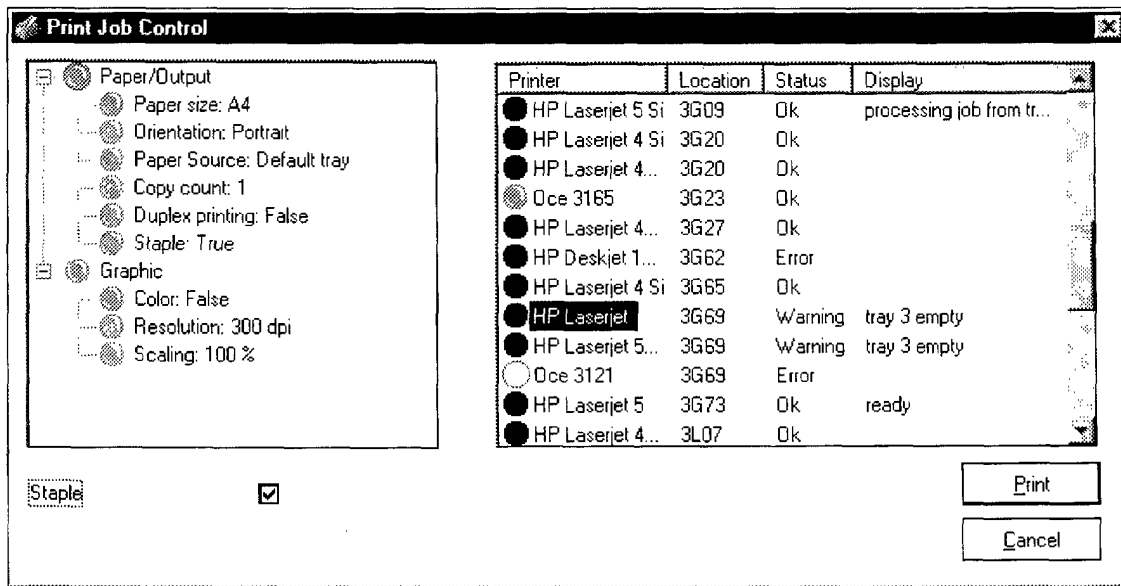 Print Job Control
Paper/Output
Paper size: A4
Orientation: Portrait
Paper Source: Default tray
Copy count: 1
Duplex printing: False
Staple: True
Graphic
Color: False
Resolution: 300 dpi
Scaling: 100 %
Printer Location Status Display
HP Laserjet 5 Si 3G09 Ok processing job from tr...
HP Laserjet 4 Si 3G20 Ok
HP Laserjet 4... 3G20 Ok
Oce 3165 3G23 Ok
HP Laserjet 4... 3G27 Ok
HP Deskjet 1... 3G62 Error
HP Laserjet 4 Si 3G65 Ok
HP Laserjet 3G69 Warning tray 3 empty
HP Laserjet 5... 3G69 Warning tray 3 empty
Oce 3121 3G69 Error
HP Laserjet 5 3G73 Ok ready
HP Laserjet 4... 3L07 Ok
Staple
Print
Cancel